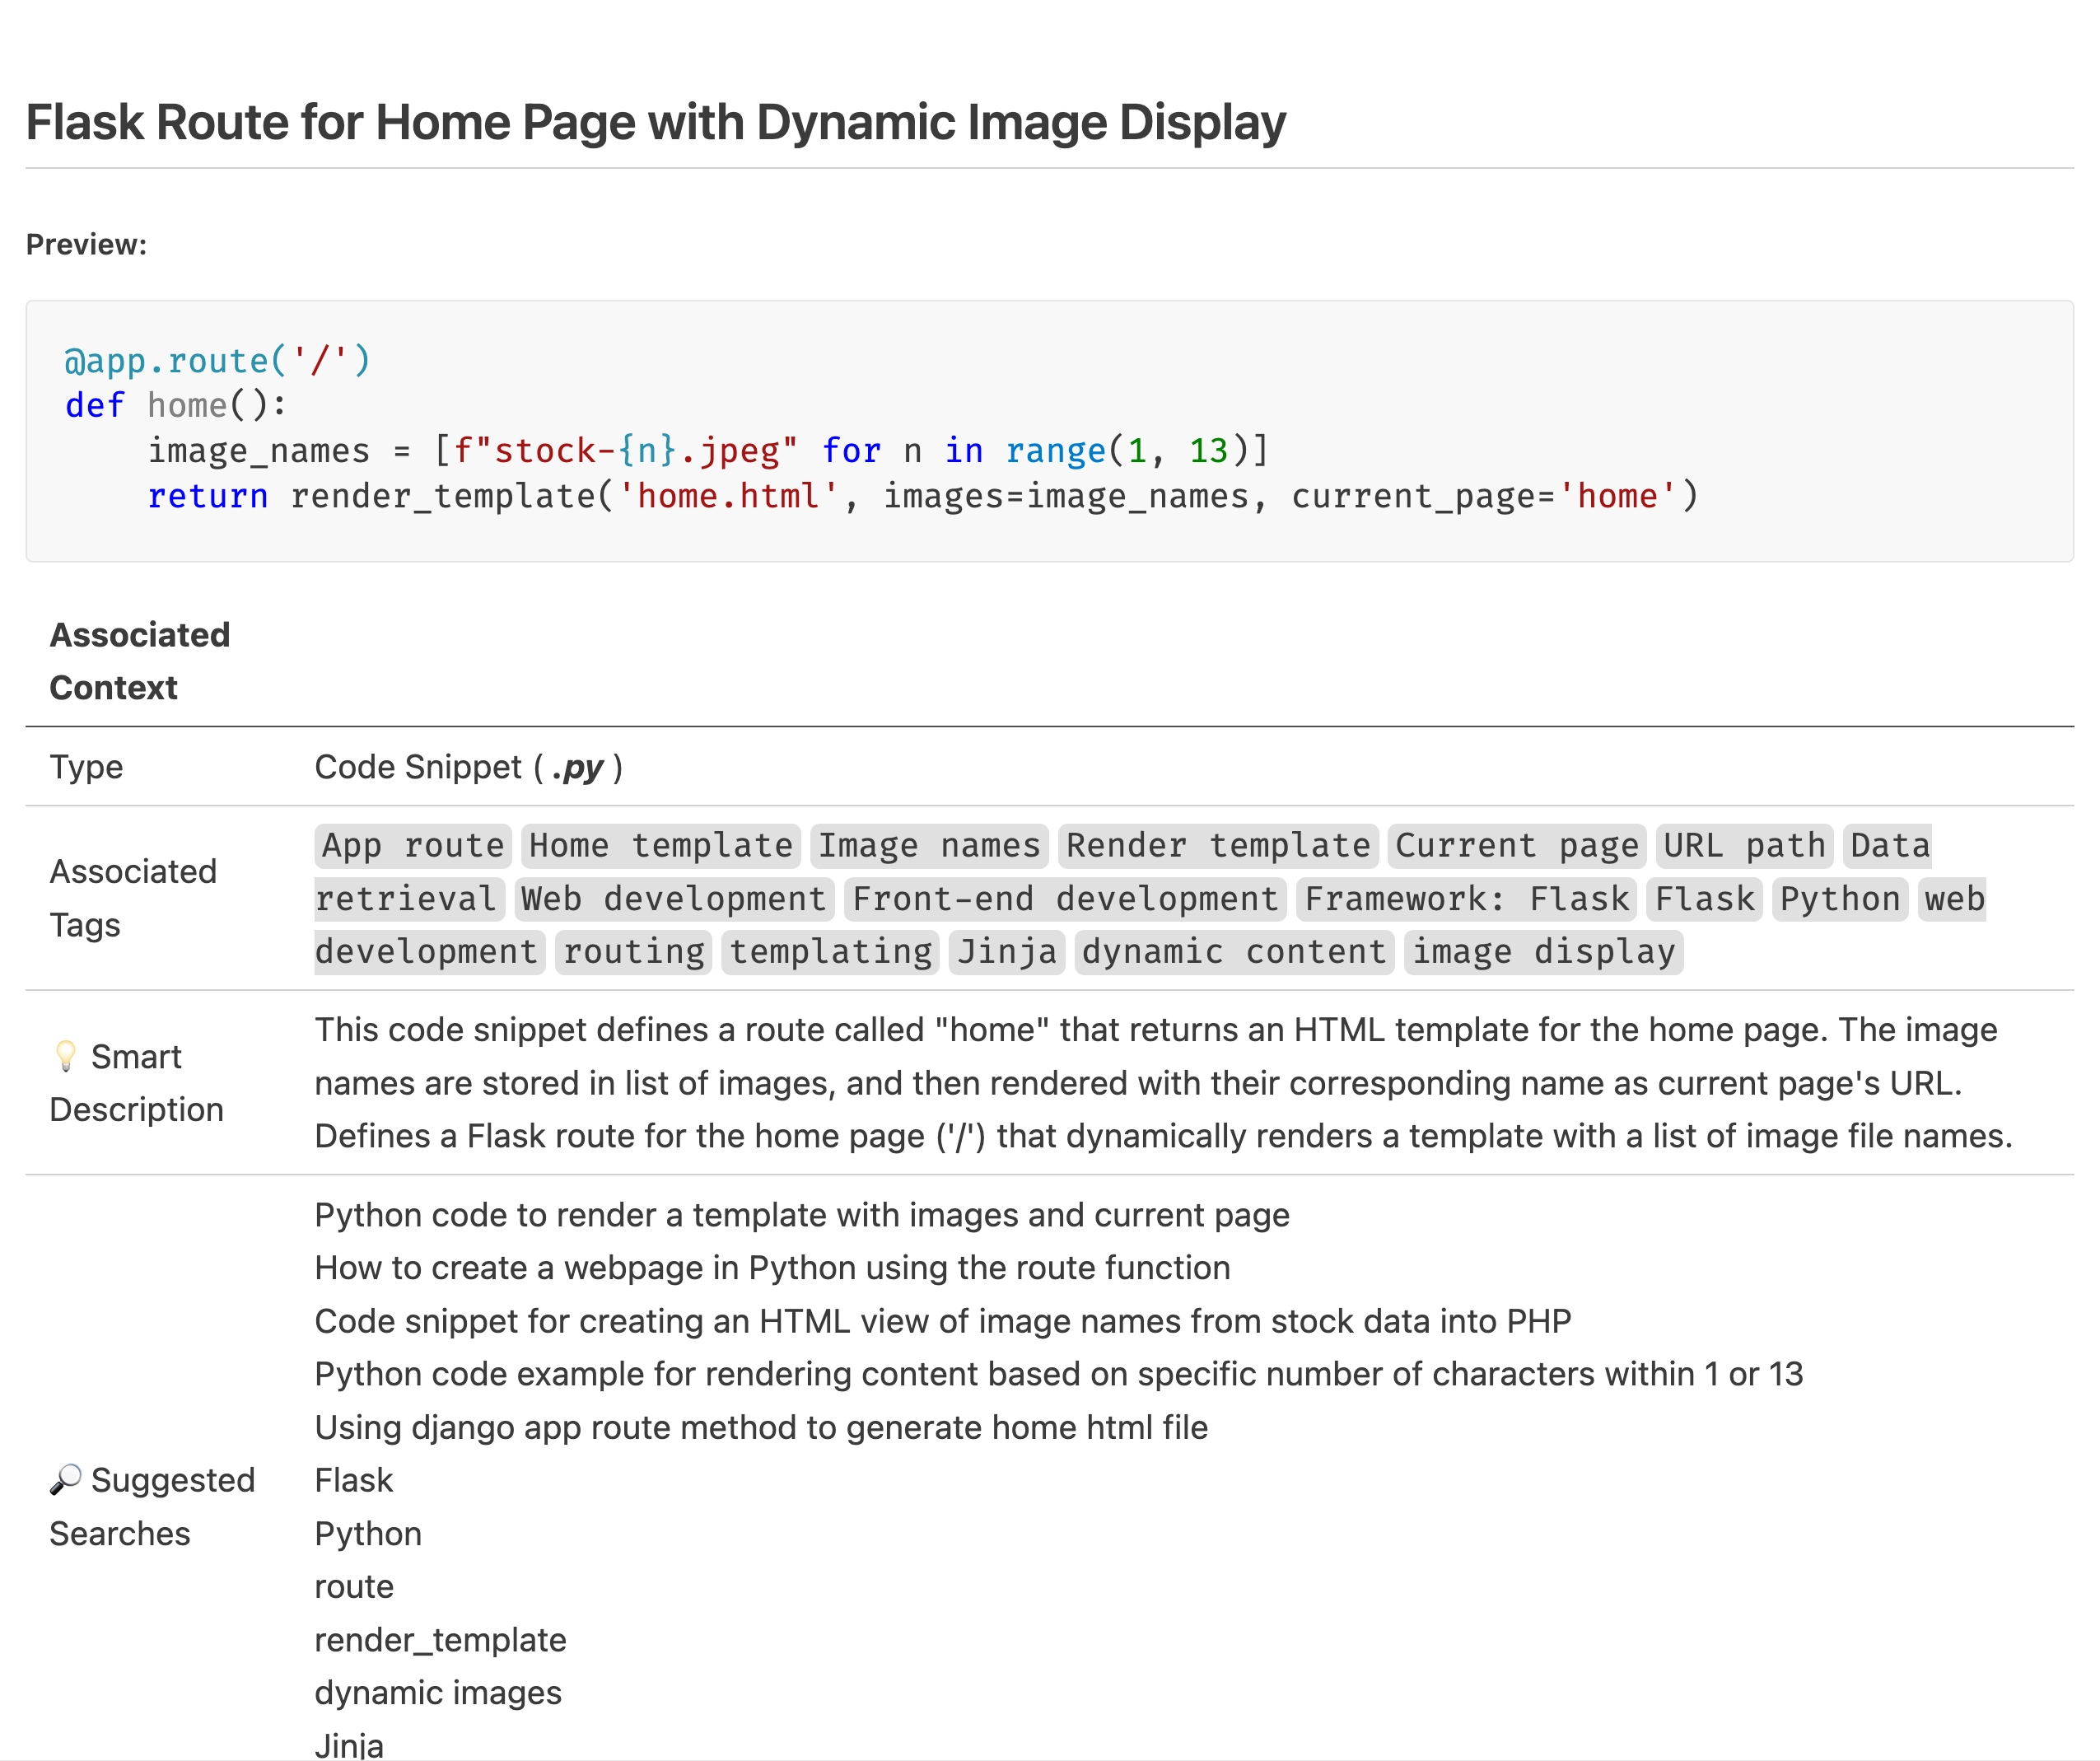 Flask Route for Home Page with Dynamic Image Display
Preview:
@app.route('/')
def home():
    image_names = [f"stock-{n}.jpeg" for n in range(1, 13)]
    return render_template('home.html', images=image_names, current_page='home')
Associated
Context
Type Code Snippet ( .py )
Associated
Tags
App route Home template Image names Render template Current page URL path Data
retrieval Web development Front-end development Framework: Flask Flask Python web
development routing templating Jinja dynamic content image display
💡 Smart
Description
This code snippet defines a route called "home" that returns an HTML template for the home page. The image
names are stored in list of images, and then rendered with their corresponding name as current page's URL.
Defines a Flask route for the home page ('/') that dynamically renders a template with a list of image file names.
🔎 Suggested
Searches
Python code to render a template with images and current page
How to create a webpage in Python using the route function
Code snippet for creating an HTML view of image names from stock data into PHP
Python code example for rendering content based on specific number of characters within 1 or 13
Using django app route method to generate home html file
Flask
Python
route
render_template
dynamic images
Jinja